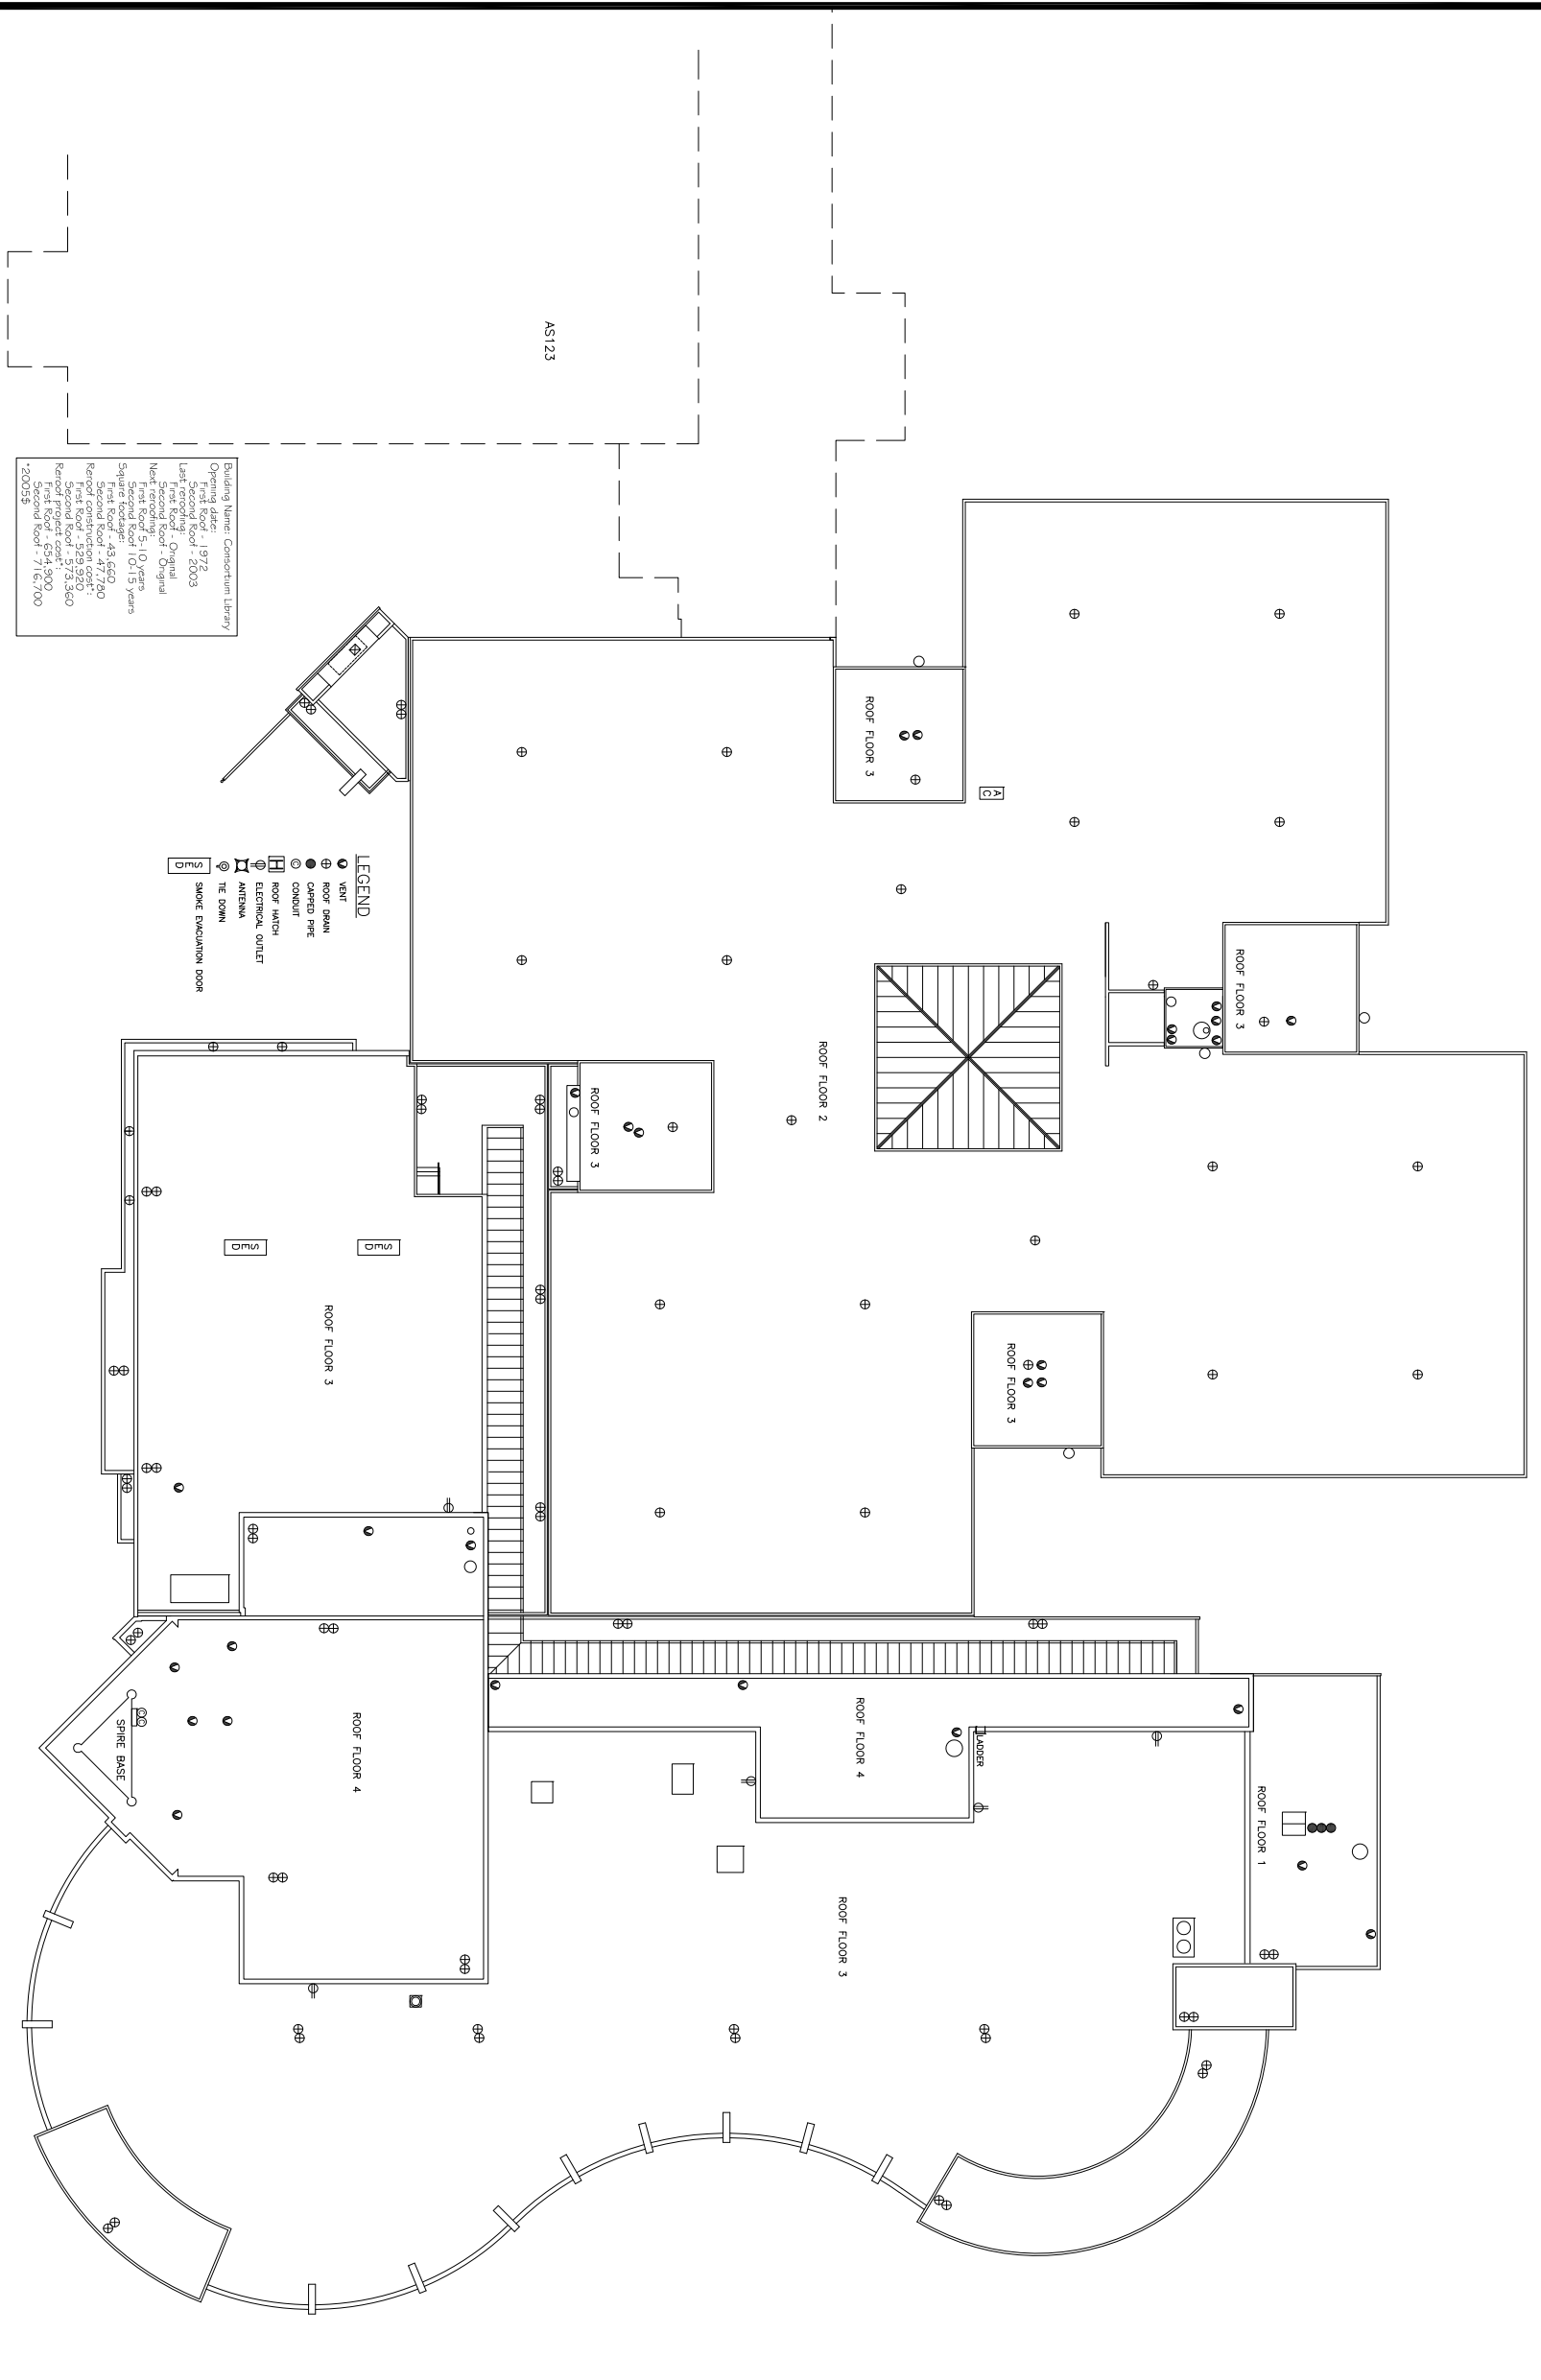 AS123
Building Name: Consortium Library
Opening date:
First Roof - 1972
Second Roof - 2003
Last reroofing:
First Roof - Original
Second Roof - Original
Next reroofing:
First Roof 5-10 years
Second Roof 10-15 years
Square footage:
First Roof - 43,660
Second Roof - 47,780
Reroof construction cost*:
First Roof - 529,920
Second Roof - 573,360
Reroof project cost*:
First Roof - 654,900
Second Roof - 716,700
*2005$
LEGEND
VENT
ROOF DRAIN
CAPPED PIPE
C CONDUIT
H ROOF HATCH
ELECTRICAL OUTLET
ANTENNA
TIE DOWN
SED SMOKE EVACUATION DOOR
ROOF FLOOR 3
AC
ROOF FLOOR 3
ROOF FLOOR 2
ROOF FLOOR 3
ROOF FLOOR 3
SED
SED
ROOF FLOOR 3
ROOF FLOOR 4
LADDER
ROOF FLOOR 1
ROOF FLOOR 4
C
C
SPIRE BASE
ROOF FLOOR 3